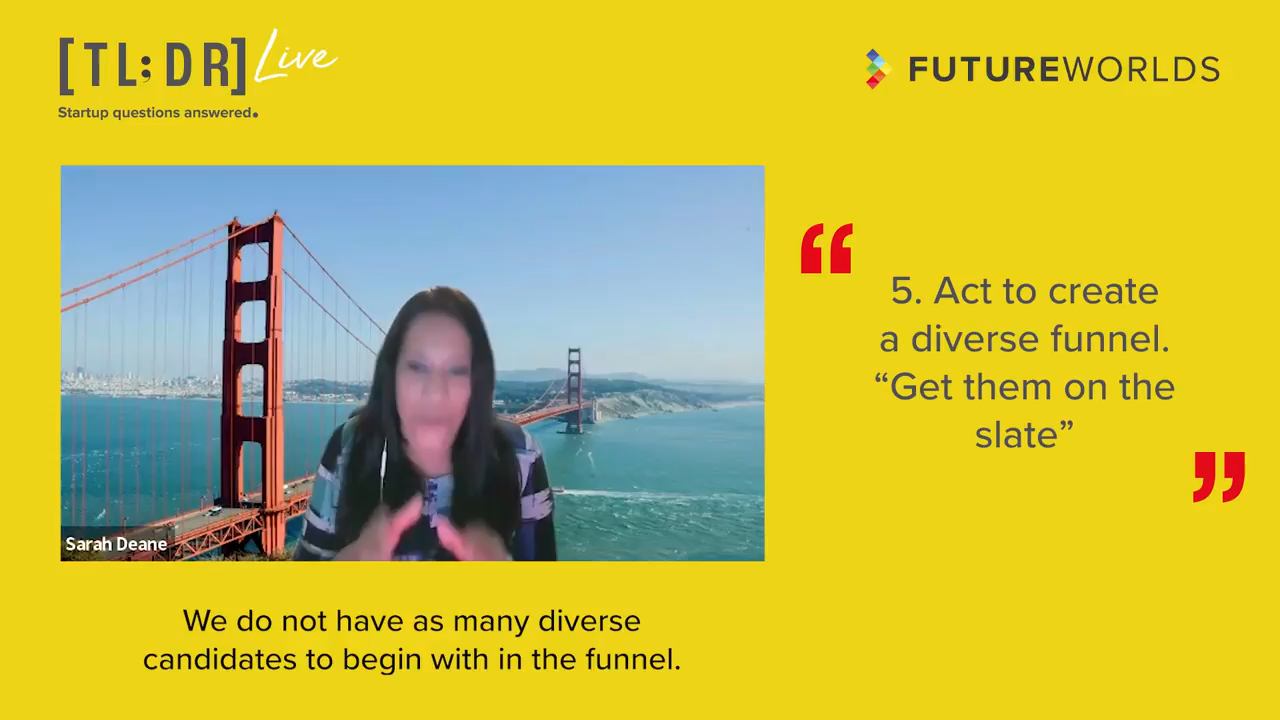 [TL;DR] Live
Startup questions answered.
FUTUREWORLDS
“
5. Act to create
a diverse funnel.
“Get them on the
slate”
”
Sarah Deane
We do not have as many diverse
candidates to begin with in the funnel.